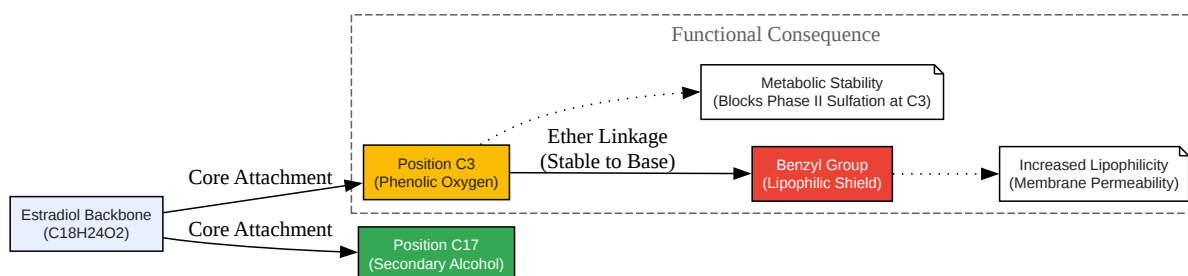 Functional Consequence
Metabolic Stability
(Blocks Phase II Sulfation at C3)
Ether Linkage
(Stable to Base)
Position C3
(Phenolic Oxygen)
Benzyl Group
(Lipophilic Shield)
Increased Lipophilicity
(Membrane Permeability)
Core Attachment
Estradiol Backbone
(C18H24O2)
Core Attachment
Position C17
(Secondary Alcohol)